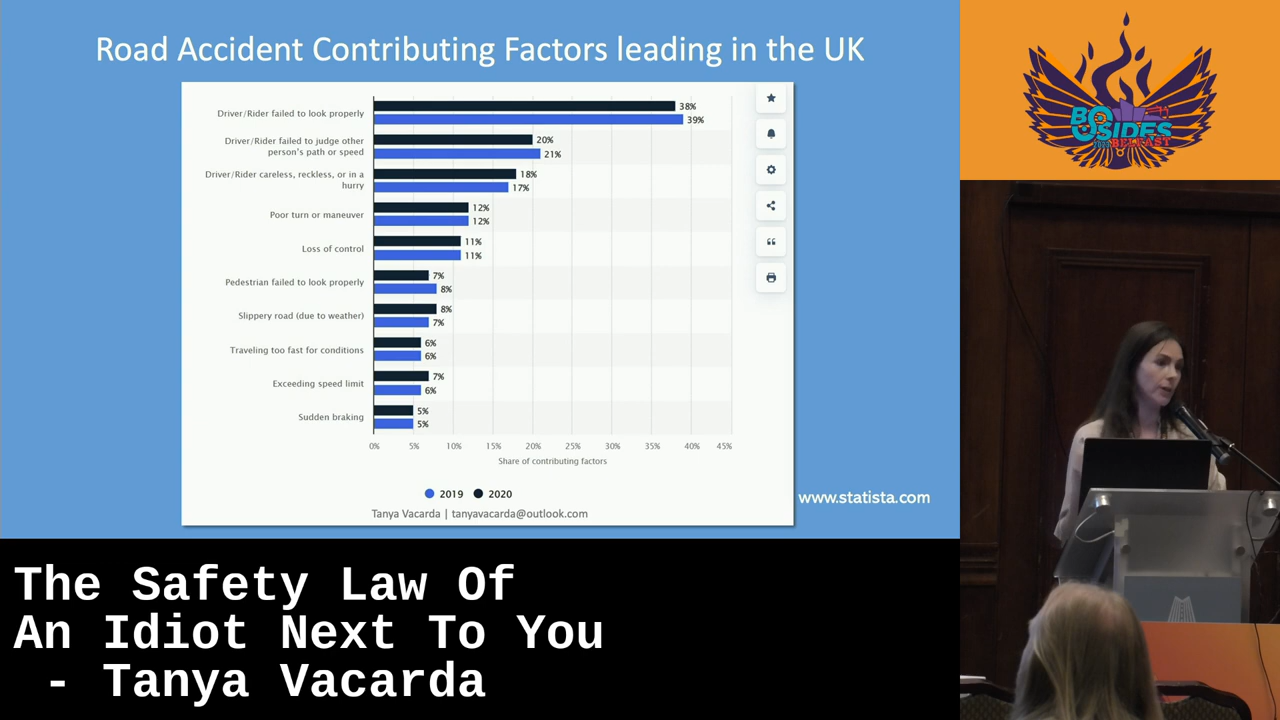 Road Accident Contributing Factors leading in the UK
Driver/Rider failed to look properly
38%
39%
Driver/Rider failed to judge other
person's path or speed
20%
21%
Driver/Rider careless, reckless, or in a
hurry
18%
17%
Poor turn or maneuver
12%
12%
Loss of control
11%
11%
Pedestrian failed to look properly
7%
8%
Slippery road (due to weather)
8%
7%
Traveling too fast for conditions
6%
6%
Exceeding speed limit
7%
6%
Sudden braking
5%
5%
0% 5% 10% 15% 20% 25% 30% 35% 40% 45%
Share of contributing factors
2019 2020
Tanya Vacarda | tanyavacarda@outlook.com
www.statista.com
BSIDES
BELFAST
The Safety Law Of
An Idiot Next To You
- Tanya Vacarda